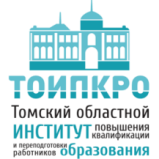 ТОИПКРО
Томский областной
ИНСТИТУТ повышения квалификации
и переподготовки работников образования